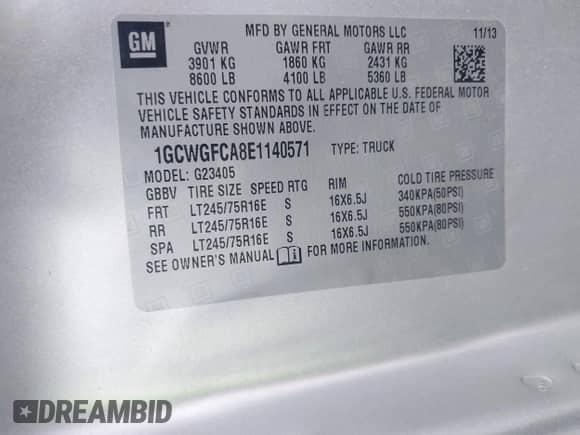 GM
MFD BY GENERAL MOTORS LLC 11/13
GVWR GAWR FRT GAWR RR
3901 KG 1860 KG 2431 KG
8600 LB 4100 LB 5360 LB
THIS VEHICLE CONFORMS TO ALL APPLICABLE U.S. FEDERAL MOTOR
VEHICLE SAFETY STANDARDS IN EFFECT ON THE DATE OF
MANUFACTURE SHOWN ABOVE.
1GCWGFCA8E1140571 TYPE: TRUCK
MODEL: G23405
GBBV TIRE SIZE SPEED RTG RIM COLD TIRE PRESSURE
FRT LT245/75R16E S 16X6.5J 340KPA(50PSI)
RR LT245/75R16E S 16X6.5J 550KPA(80PSI)
SPA LT245/75R16E S 16X6.5J 550KPA(80PSI)
SEE OWNER'S MANUAL FOR MORE INFORMATION.
DREAMBID